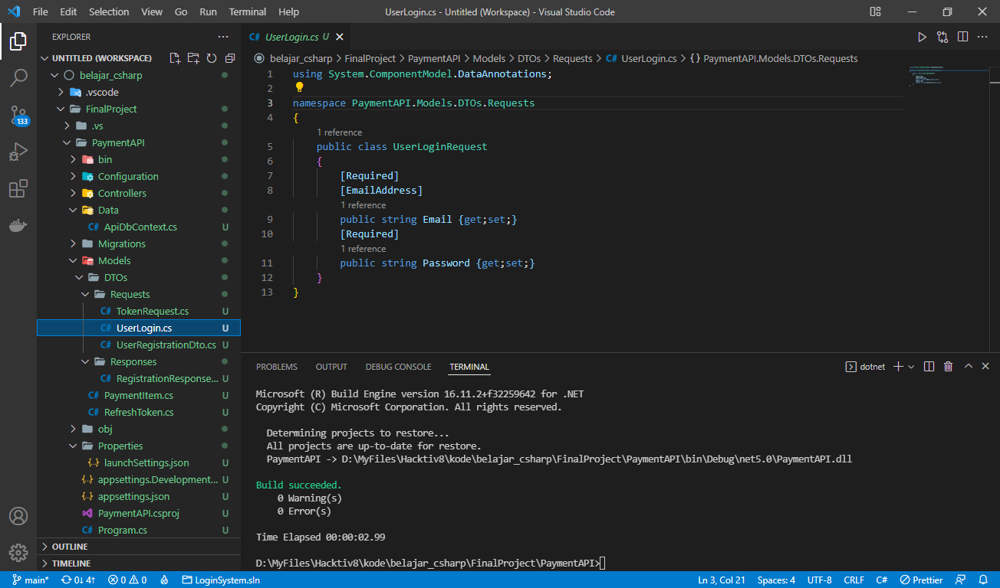 File Edit Selection View Go Run Terminal Help UserLogin.cs - Untitled (Workspace) - Visual Studio Code
EXPLORER
UNTITLED (WORKSPACE)
belajar_csharp
.vscode
FinalProject
.vs
PaymentAPI
bin
Configuration
Controllers
Data
C# ApiDbContext.cs U
Migrations
Models
DTOs
Requests
C# TokenRequest.cs U
C# UserLogin.cs U
C# UserRegistrationDto.cs U
Responses
C# RegistrationResponse... U
C# PaymentItem.cs U
C# RefreshToken.cs U
obj
Properties
{..} launchSettings.json U
{..} appsettings.Development... U
{..} appsettings.json U
PaymentAPI.csproj U
C# Program.cs U
OUTLINE
TIMELINE
133
C# UserLogin.cs U
belajar_csharp > FinalProject > PaymentAPI > Models > DTOs > Requests > C# UserLogin.cs > {} PaymentAPI.Models.DTOs.Requests
1 using System.ComponentModel.DataAnnotations;
2
3 namespace PaymentAPI.Models.DTOs.Requests
4 {
1 reference
5 public class UserLoginRequest
6 {
7 [Required]
8 [EmailAddress]
1 reference
9 public string Email {get;set;}
10 [Required]
1 reference
11 public string Password {get;set;}
12 }
13 }
PROBLEMS OUTPUT DEBUG CONSOLE TERMINAL dotnet
Microsoft (R) Build Engine version 16.11.2+f32259642 for .NET
Copyright (C) Microsoft Corporation. All rights reserved.
Determining projects to restore...
All projects are up-to-date for restore.
PaymentAPI -> D:\MyFiles\Hacktiv8\kode\belajar_csharp\FinalProject\PaymentAPI\bin\Debug\net5.0\PaymentAPI.dll
Build succeeded.
0 Warning(s)
0 Error(s)
Time Elapsed 00:00:02.99
D:\MyFiles\Hacktiv8\kode\belajar_csharp\FinalProject\PaymentAPI>
main* 0↓ 4↑ 0 0 LoginSystem.sln Ln 3, Col 21 Spaces: 4 UTF-8 CRLF C# Prettier